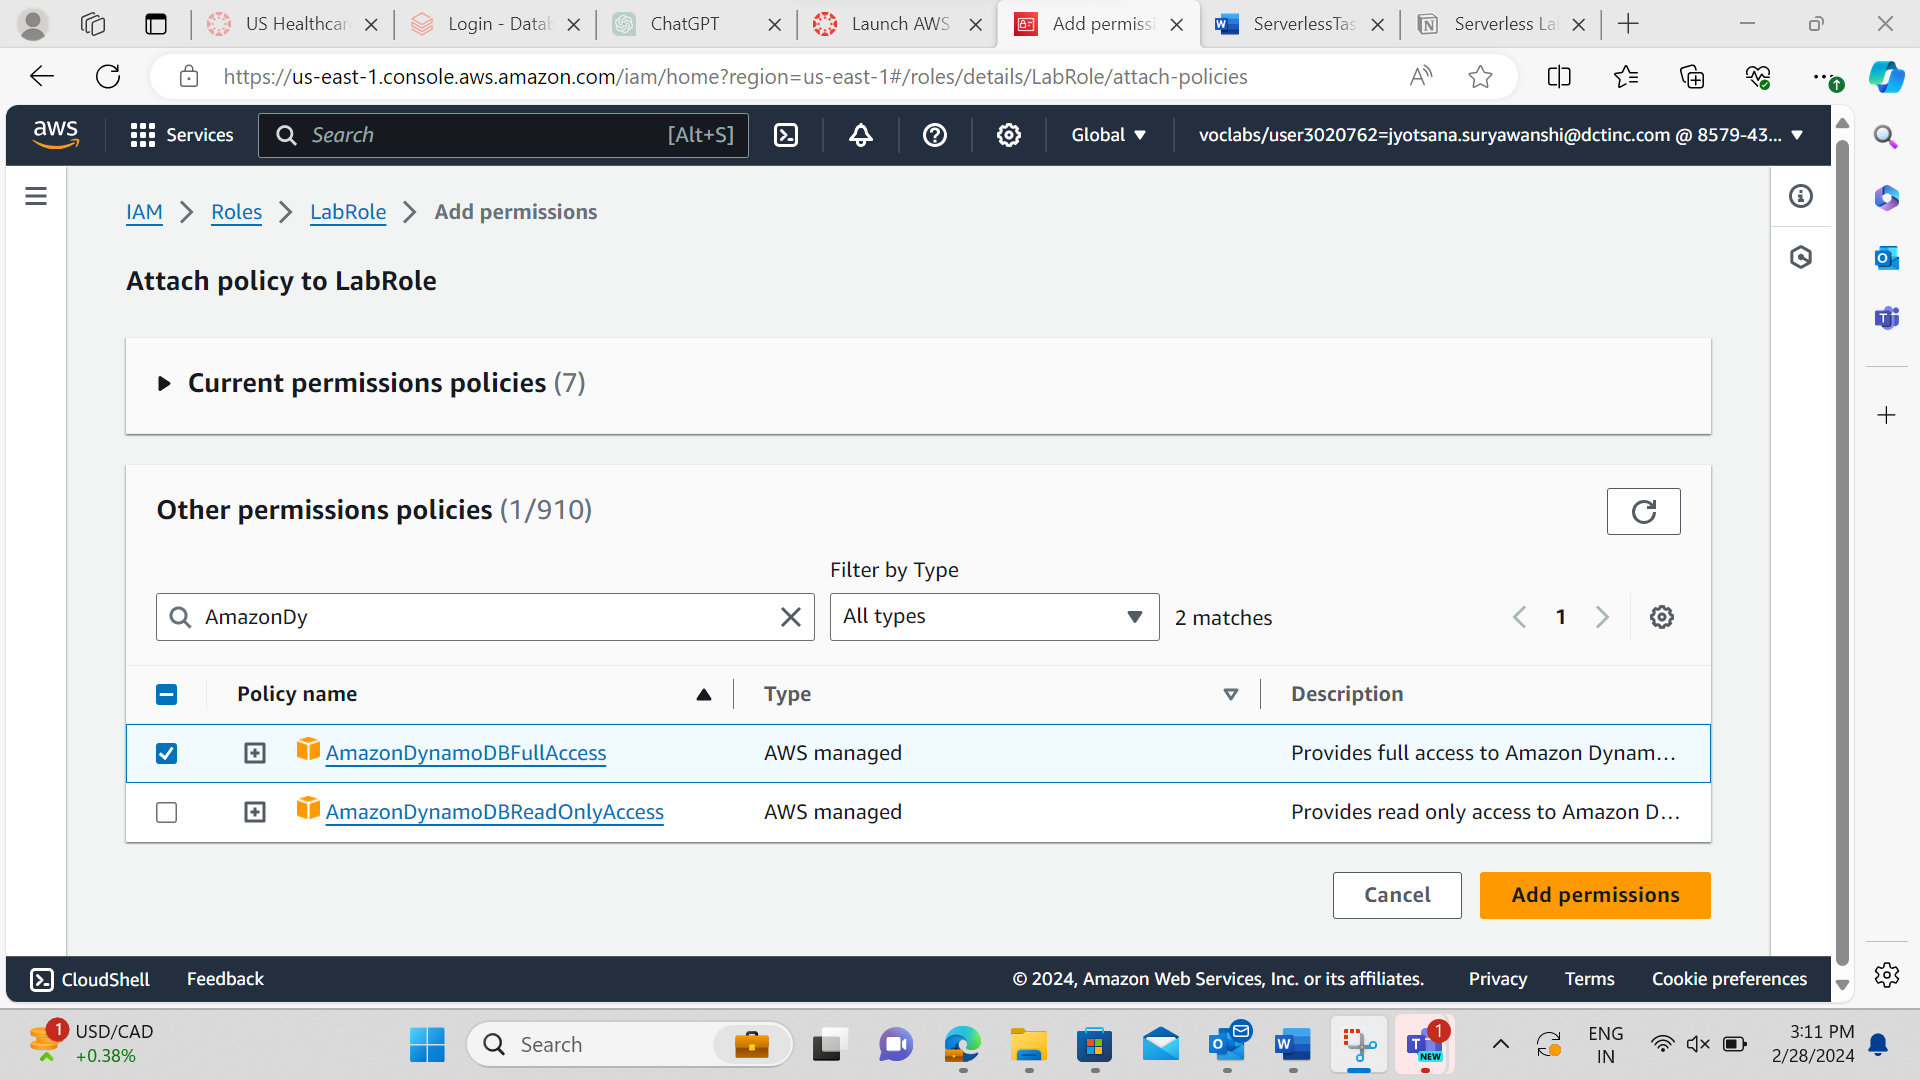 US Healthcar
Login - Datab
ChatGPT
Launch AWS
Add permissi
ServerlessTas
Serverless La
https://us-east-1.console.aws.amazon.com/iam/home?region=us-east-1#/roles/details/LabRole/attach-policies
aws
Services
Search
[Alt+S]
Global
voclabs/user3020762=jyotsana.suryawanshi@dctinc.com @ 8579-43...
IAM
Roles
LabRole
Add permissions
Attach policy to LabRole
Current permissions policies (7)
Other permissions policies (1/910)
Filter by Type
AmazonDy
All types
2 matches
1
Policy name
Type
Description
AmazonDynamoDBFullAccess
AWS managed
Provides full access to Amazon Dynam...
AmazonDynamoDBReadOnlyAccess
AWS managed
Provides read only access to Amazon D...
Cancel
Add permissions
CloudShell
Feedback
© 2024, Amazon Web Services, Inc. or its affiliates.
Privacy
Terms
Cookie preferences
1
USD/CAD
+0.38%
Search
1
NEW
ENG
IN
3:11 PM
2/28/2024